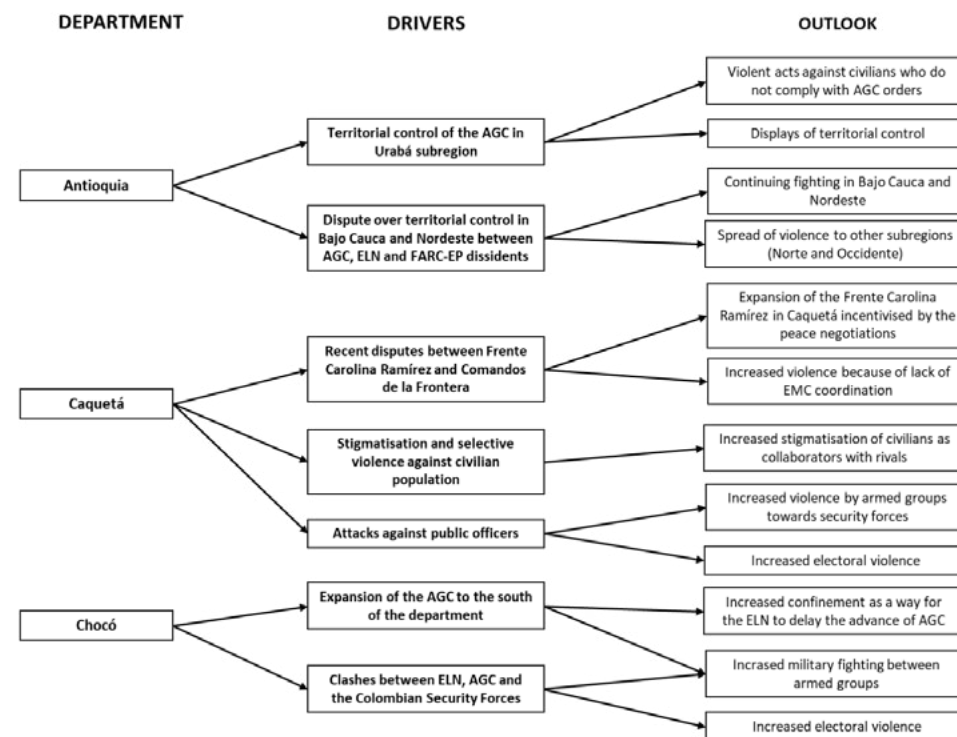 DEPARTMENT
DRIVERS
OUTLOOK
Antioquia
Territorial control of the AGC in
Urabá subregion
Violent acts against civilians who do
not comply with AGC orders
Displays of territorial control
Dispute over territorial control in
Bajo Cauca and Nordeste between
AGC, ELN and FARC-EP dissidents
Continuing fighting in Bajo Cauca and
Nordeste
Spread of violence to other subregions
(Norte and Occidente)
Caquetá
Recent disputes between Frente
Carolina Ramírez and Comandos
de la Frontera
Expansion of the Frente Carolina
Ramírez in Caquetá incentivised by the
peace negotiations
Increased violence because of lack of
EMC coordination
Stigmatisation and selective
violence against civilian
population
Increased stigmatisation of civilians as
collaborators with rivals
Attacks against public officers
Increased violence by armed groups
towards security forces
Increased electoral violence
Chocó
Expansion of the AGC to the south
of the department
Increased confinement as a way for
the ELN to delay the advance of AGC
Clashes between ELN, AGC and
the Colombian Security Forces
Incrased military fighting between
armed groups
Increased electoral violence